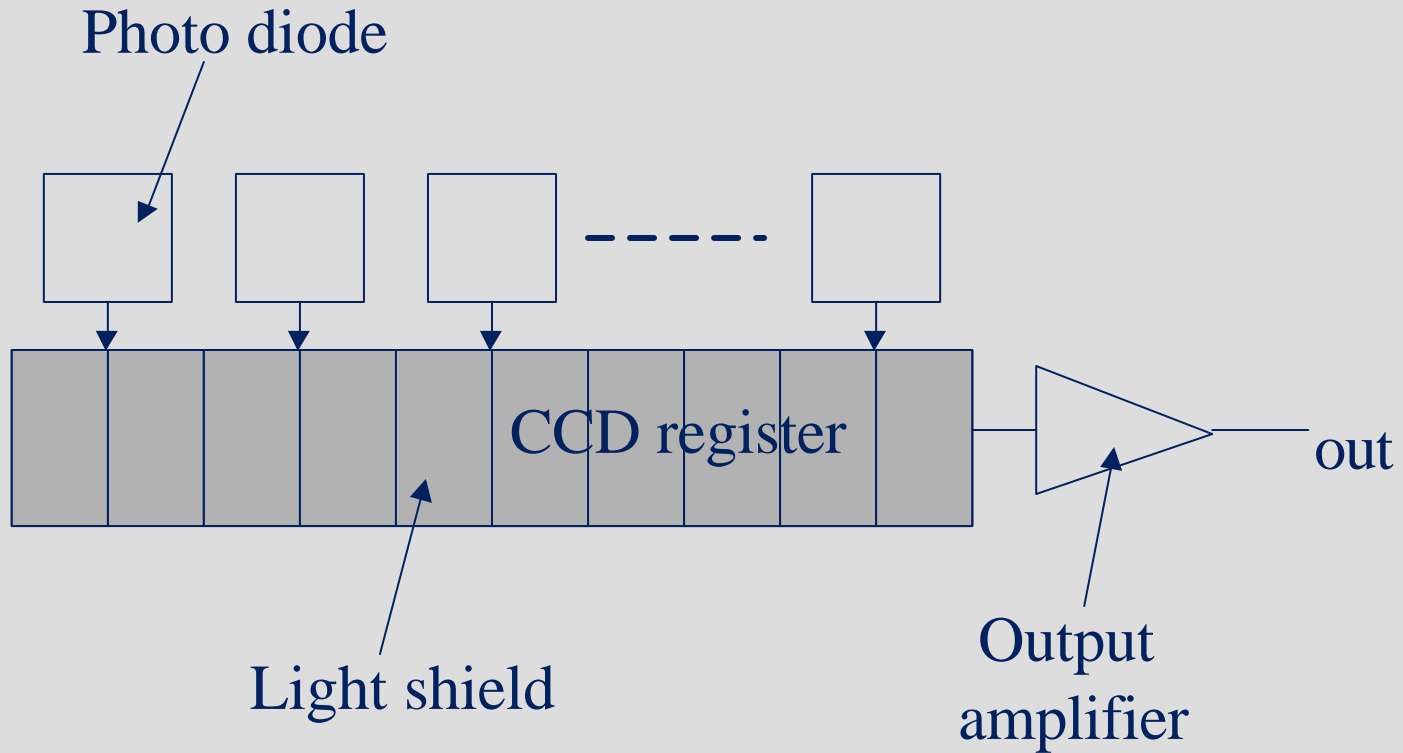 Photo diode
CCD register
out
Light shield
Output
amplifier